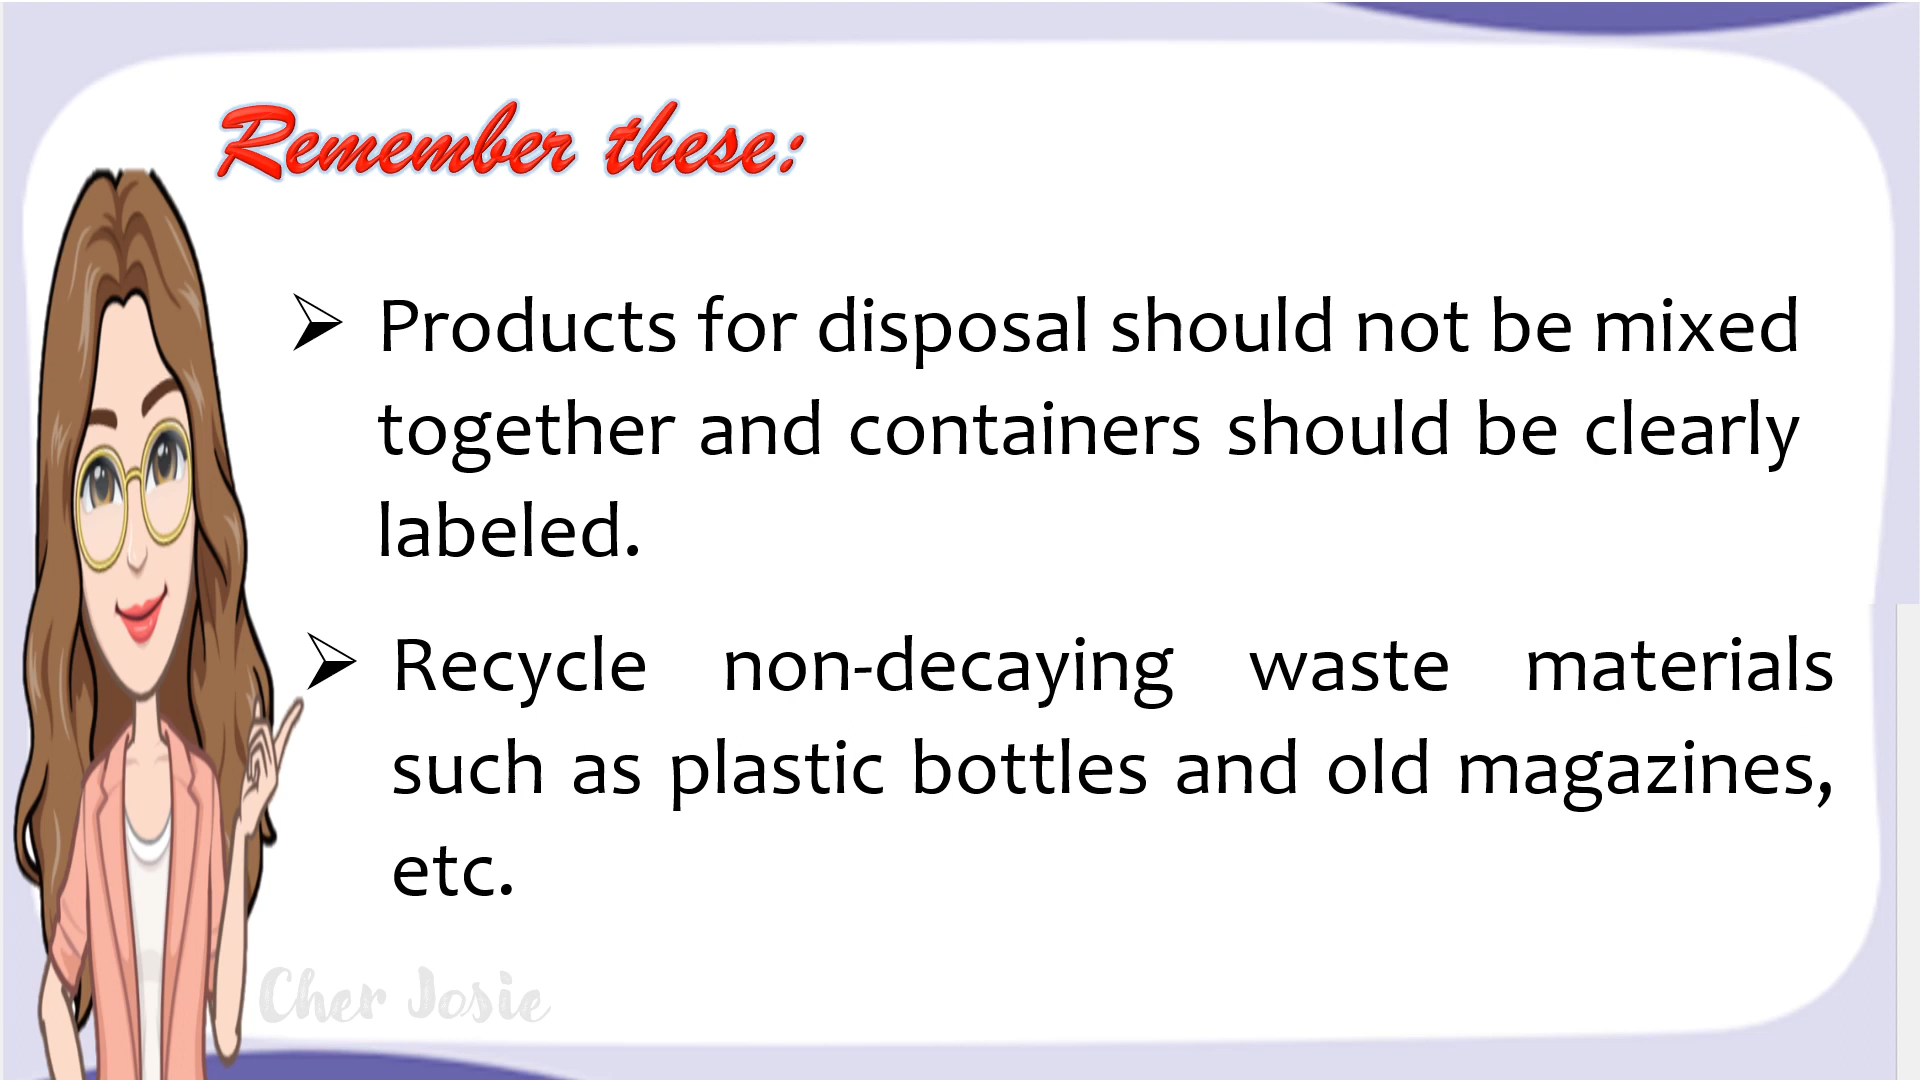 Remember these:
➢ Products for disposal should not be mixed
together and containers should be clearly
labeled.
➢ Recycle non-decaying waste materials
such as plastic bottles and old magazines,
etc.
Cher Josie